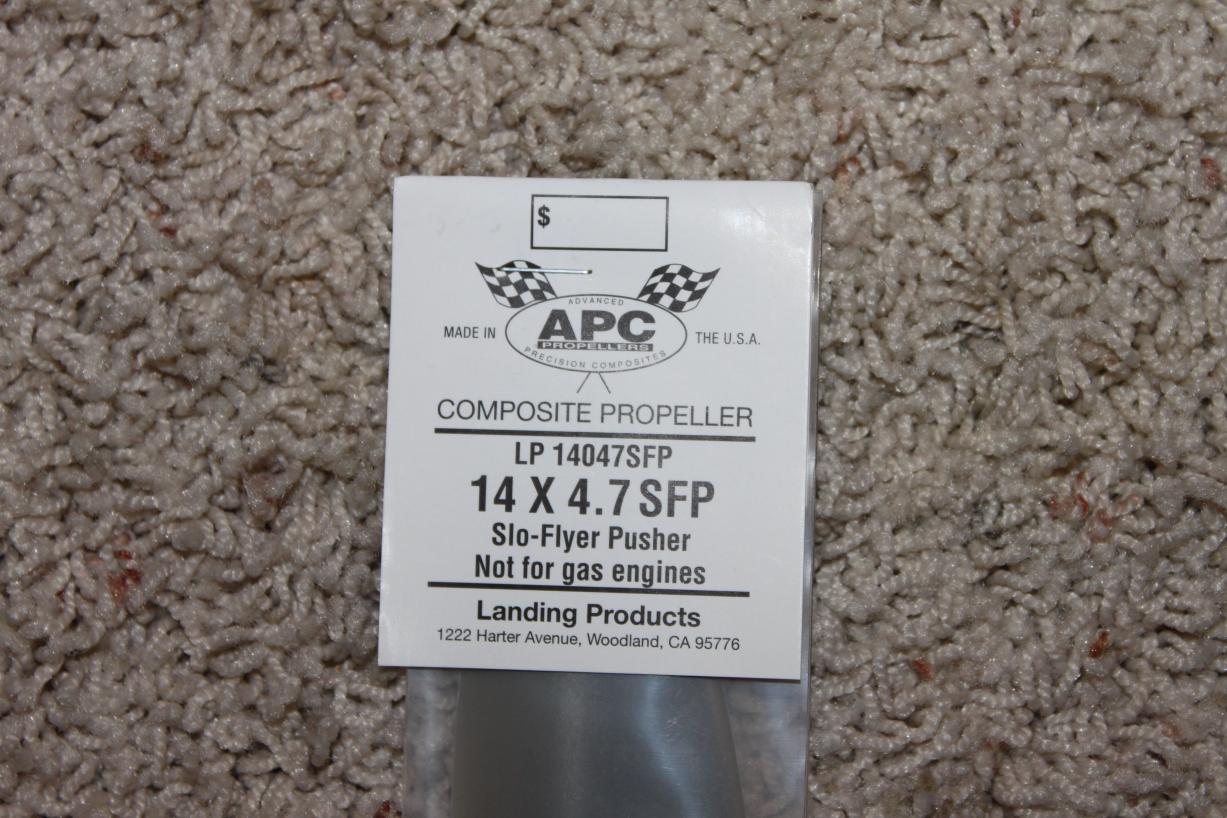 $
ADVANCED
MADE IN APC THE U.S.A.
PROPELLERS
PRECISION COMPOSITES
COMPOSITE PROPELLER
LP 14047SFP
14 X 4.7 SFP
Slo-Flyer Pusher
Not for gas engines
Landing Products
1222 Harter Avenue, Woodland, CA 95776